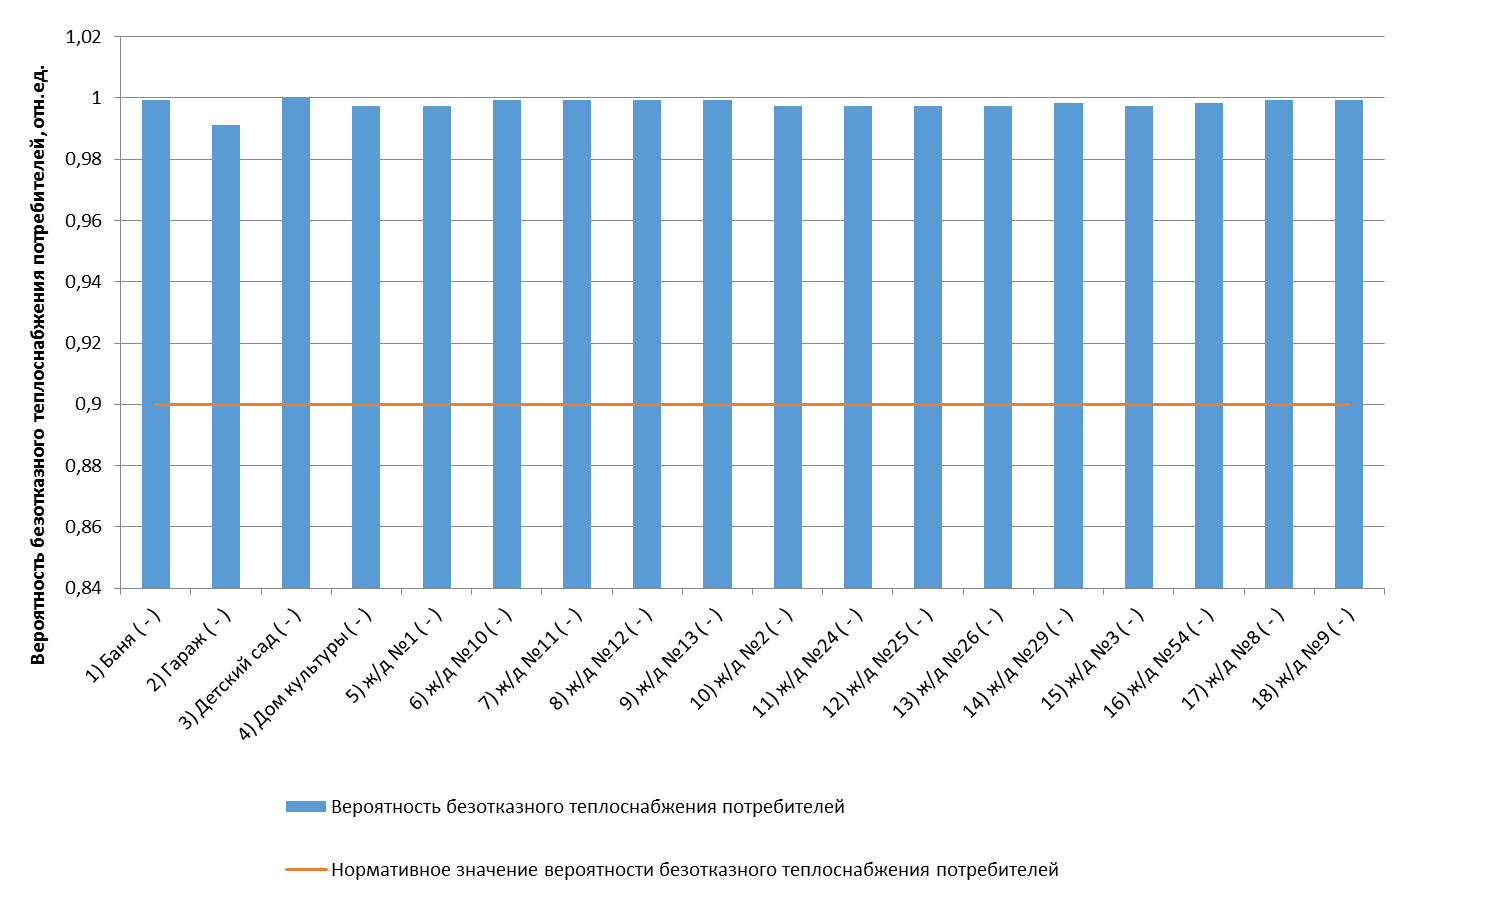 Вероятность безотказного теплоснабжения потребителей, отн.ед.
1,02
1
0,98
0,96
0,94
0,92
0,9
0,88
0,86
0,84
1) Баня ( - )
2) Гараж ( - )
3) Детский сад ( - )
4) Дом культуры ( - )
5) ж/д №1 ( - )
6) ж/д №10 ( - )
7) ж/д №11 ( - )
8) ж/д №12 ( - )
9) ж/д №13 ( - )
10) ж/д №2 ( - )
11) ж/д №24 ( - )
12) ж/д №25 ( - )
13) ж/д №26 ( - )
14) ж/д №29 ( - )
15) ж/д №3 ( - )
16) ж/д №54 ( - )
17) ж/д №8 ( - )
18) ж/д №9 ( - )
Вероятность безотказного теплоснабжения потребителей
Нормативное значение вероятности безотказного теплоснабжения потребителей